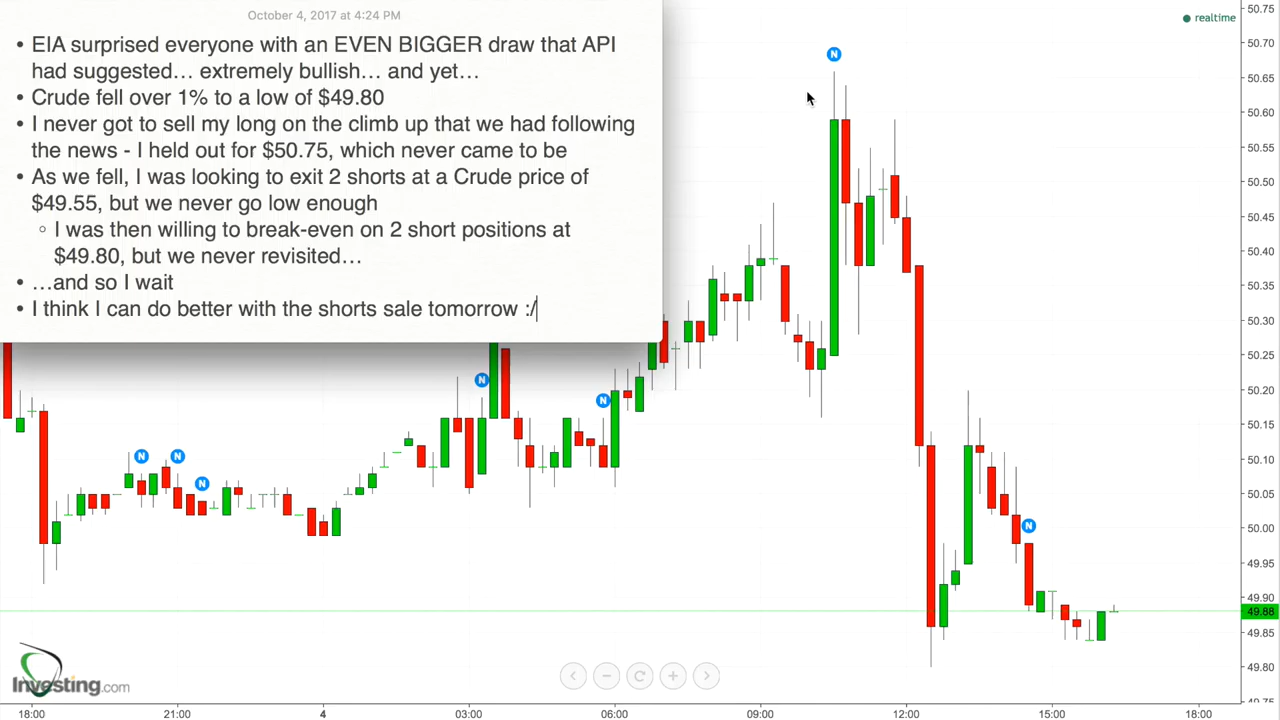 October 4, 2017 at 4:24 PM
• EIA surprised everyone with an EVEN BIGGER draw that API
had suggested… extremely bullish… and yet…
• Crude fell over 1% to a low of $49.80
• I never got to sell my long on the climb up that we had following
the news - I held out for $50.75, which never came to be
• As we fell, I was looking to exit 2 shorts at a Crude price of
$49.55, but we never go low enough
◦ I was then willing to break-even on 2 short positions at
$49.80, but we never revisited…
• …and so I wait
• I think I can do better with the shorts sale tomorrow :/
realtime
50.75
50.70
50.65
50.60
50.55
50.50
50.45
50.40
50.35
50.30
50.25
50.20
50.15
50.10
50.05
50.00
49.95
49.90
49.88
49.85
49.80
49.75
N
N
N
N
N
N
N
Investing.com
18:00
21:00
4
03:00
06:00
09:00
12:00
15:00
18:00